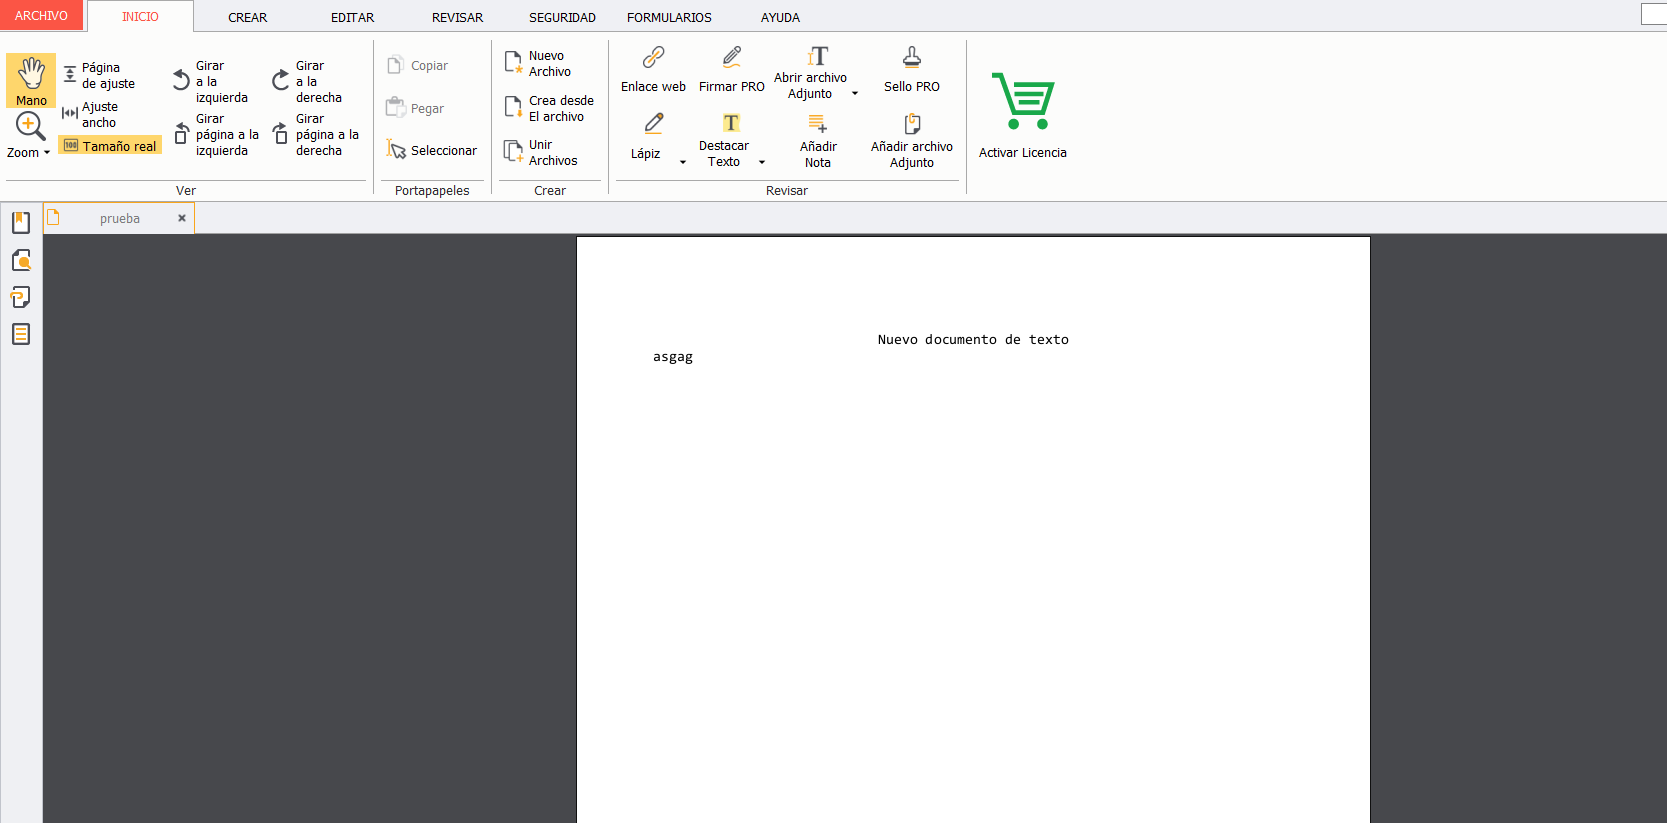 ARCHIVO INICIO CREAR EDITAR REVISAR SEGURIDAD FORMULARIOS AYUDA
Mano
Zoom
Página
de ajuste
Ajuste
ancho
100 Tamaño real
Girar
a la
izquierda
Girar
página a la
izquierda
Girar
a la
derecha
Girar
página a la
derecha
Ver
Copiar
Pegar
Seleccionar
Portapapeles
Nuevo
Archivo
Crea desde
El archivo
Unir
Archivos
Crear
Enlace web
Firmar PRO
Abrir archivo
Adjunto
Sello PRO
Lápiz
Destacar
Texto
Añadir
Nota
Añadir archivo
Adjunto
Revisar
Activar Licencia
prueba
Nuevo documento de texto
asgag